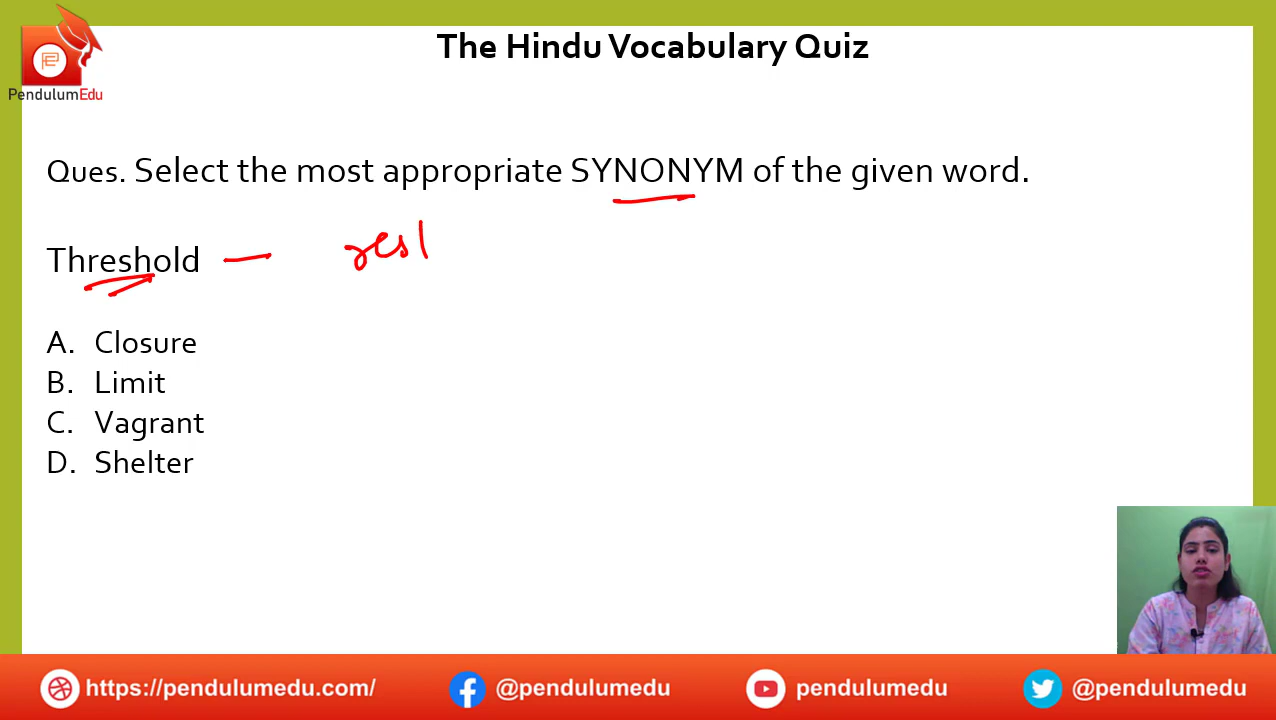 The Hindu Vocabulary Quiz
PendulumEdu
Ques. Select the most appropriate SYNONYM of the given word.
Threshold –
A. Closure
B. Limit
C. Vagrant
D. Shelter
https://pendulumedu.com/ @pendulumedu pendulumedu @pendulumedu